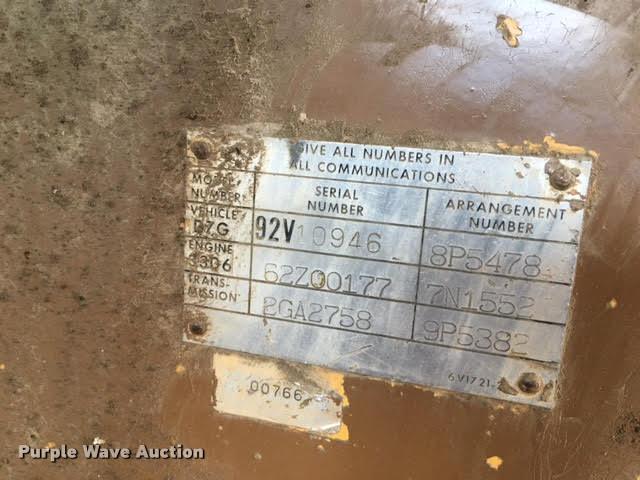 GIVE ALL NUMBERS IN
ALL COMMUNICATIONS
MODEL NUMBER SERIAL NUMBER ARRANGEMENT NUMBER
VEHICLE D7G 92V10946 8P5478
ENGINE 3306 62Z00177 7N1552
TRANS-MISSION 2GA2758 9P5382
6V1721-
00766
Purple Wave Auction